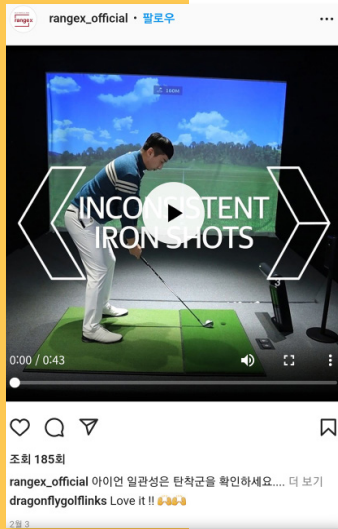 rangex
rangex_official • 팔로우
100M
INCONSISTENT
IRON SHOTS
0:00 / 0:43
조회 185회
rangex_official 아이언 일관성은 탄착군을 확인하세요.... 더 보기
dragonflygolflinks Love it !! 🙌🙌
2월 3